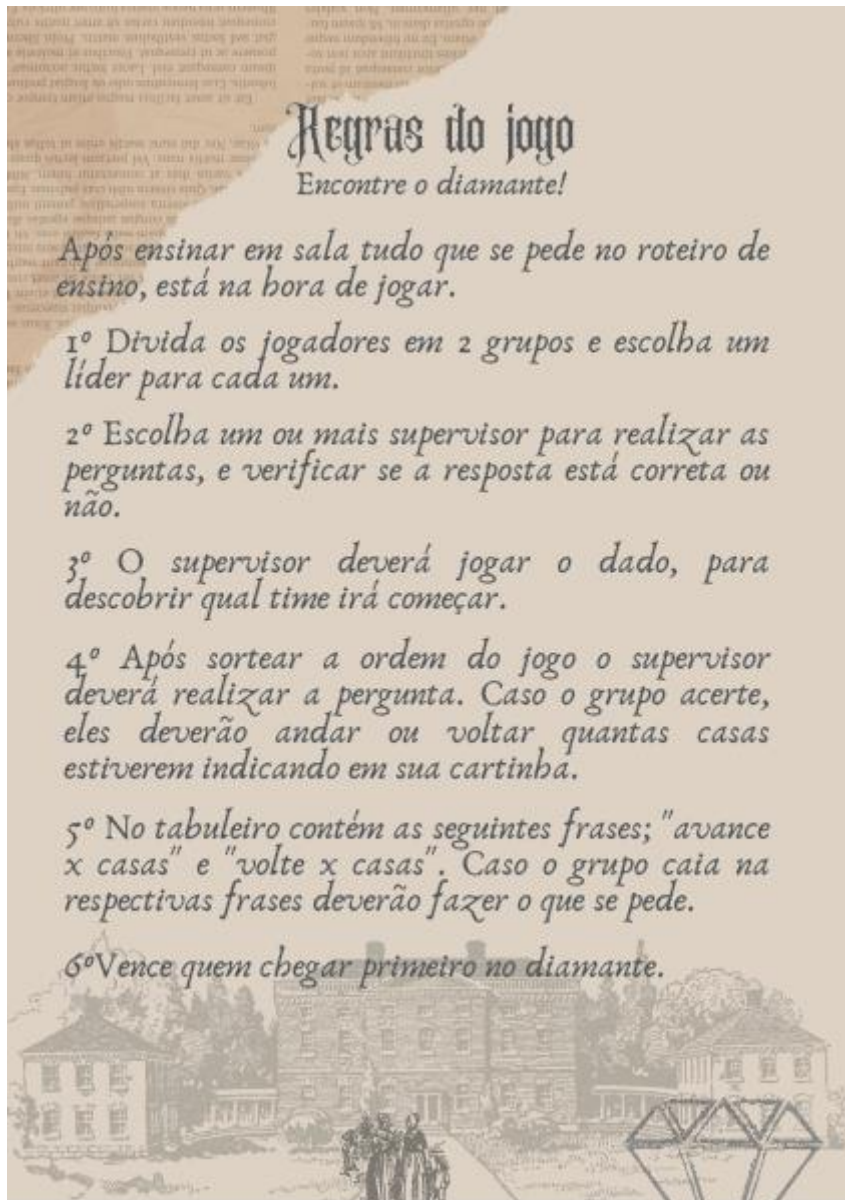 Regras do jogo
Encontre o diamante!
Após ensinar em sala tudo que se pede no roteiro de
ensino, está na hora de jogar.
1º Divida os jogadores em 2 grupos e escolha um
líder para cada um.
2º Escolha um ou mais supervisor para realizar as
perguntas, e verificar se a resposta está correta ou
não.
3º O supervisor deverá jogar o dado, para
descobrir qual time irá começar.
4º Após sortear a ordem do jogo o supervisor
deverá realizar a pergunta. Caso o grupo acerte,
eles deverão andar ou voltar quantas casas
estiverem indicando em sua cartinha.
5º No tabuleiro contém as seguintes frases; "avance
x casas" e "volte x casas". Caso o grupo caia na
respectivas frases deverão fazer o que se pede.
6ºVence quem chegar primeiro no diamante.